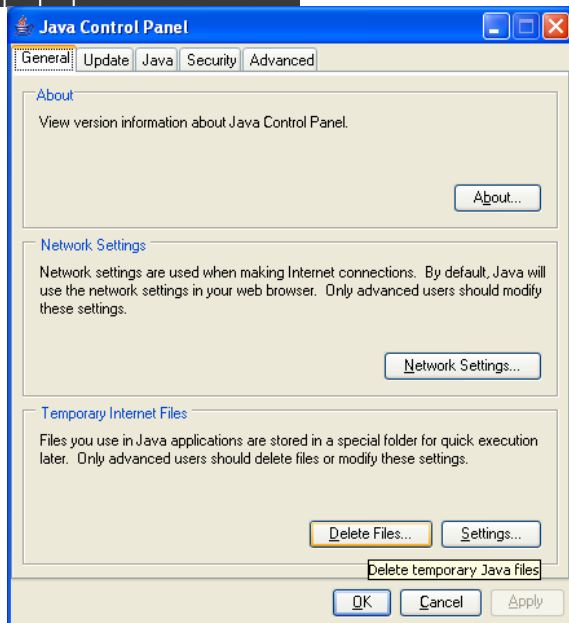 Java Control Panel
General Update Java Security Advanced
About
View version information about Java Control Panel.
About...
Network Settings
Network settings are used when making Internet connections. By default, Java will
use the network settings in your web browser. Only advanced users should modify
these settings.
Network Settings...
Temporary Internet Files
Files you use in Java applications are stored in a special folder for quick execution
later. Only advanced users should delete files or modify these settings.
Delete Files... Settings...
Delete temporary Java files
OK Cancel Apply